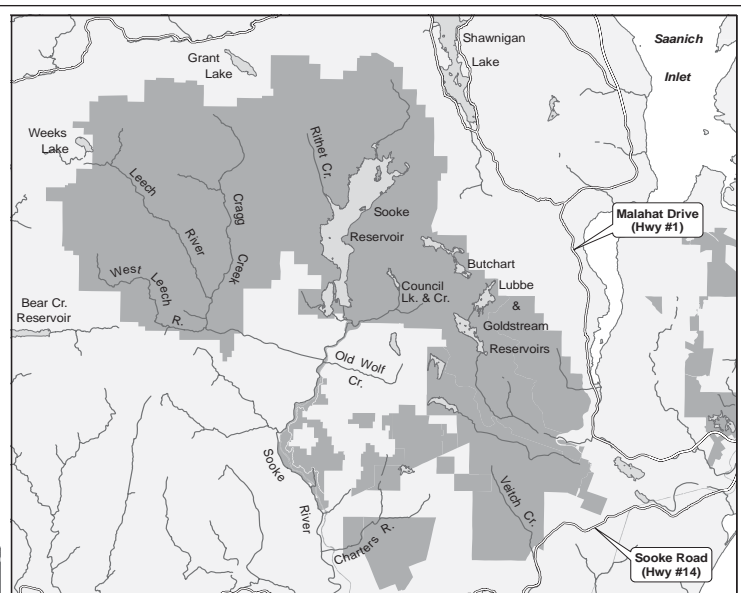 Shawnigan
Lake
Saanich
Inlet
Grant
Lake
Weeks
Lake
Rithet Cr.
Leech
River
Cragg
Creek
Sooke
Reservoir
Malahat Drive
(Hwy #1)
West
Leech
R.
Butchart
Council
Lk. & Cr.
Lubbe
&
Goldstream
Reservoirs
Bear Cr.
Reservoir
Old Wolf
Cr.
Sooke
River
Veitch Cr.
Charters R.
Sooke Road
(Hwy #14)